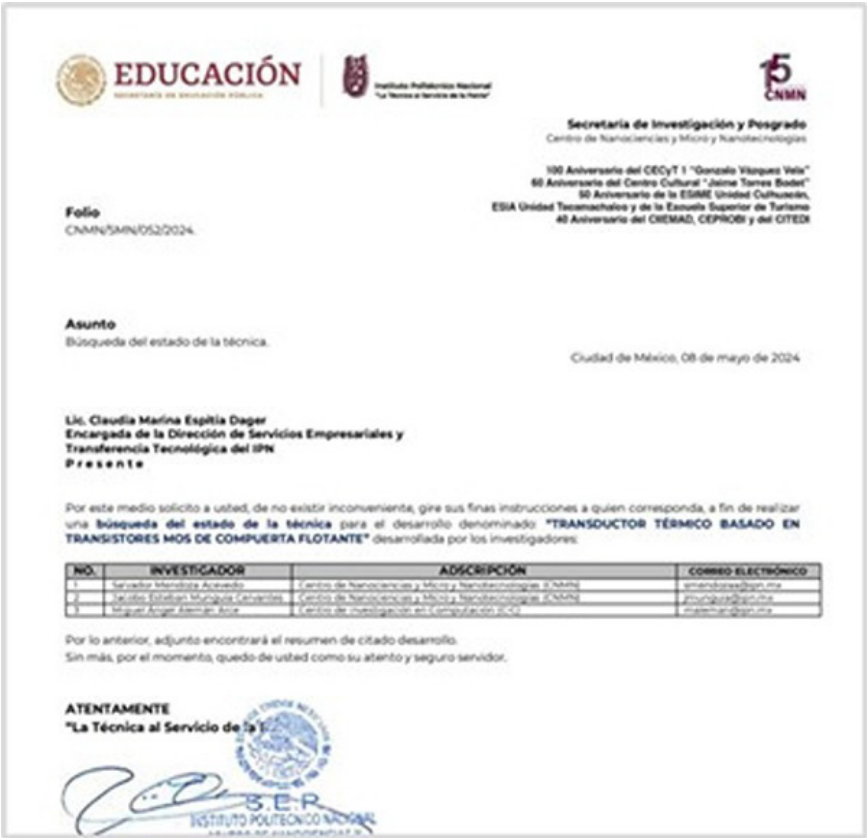 EDUCACIÓN
SECRETARÍA DE EDUCACIÓN PÚBLICA
Instituto Politécnico Nacional
"La Técnica al Servicio de la Patria"
15
CNMN
Secretaría de Investigación y Posgrado
Centro de Nanociencias y Micro y Nanotecnologías
100 Aniversario del CECyT 1 "Gonzalo Vázquez Vela"
60 Aniversario del Centro Cultural "Jaime Torres Bodet"
50 Aniversario de la ESIME Unidad Culhuacán,
ESIA Unidad Tecamachalco y de la Escuela Superior de Turismo
40 Aniversario del CIIEMAD, CEPROBI y del CITEDI
Folio
CNMN/SMN/052/2024.
Asunto
Búsqueda del estado de la técnica.
Ciudad de México, 08 de mayo de 2024
Lic. Claudia Marina Espitia Dager
Encargada de la Dirección de Servicios Empresariales y
Transferencia Tecnológica del IPN
P r e s e n t e
Por este medio solicito a usted, de no existir inconveniente, gire sus finas instrucciones a quien corresponda, a fin de realizar
una búsqueda del estado de la técnica para el desarrollo denominado: "TRANSDUCTOR TÉRMICO BASADO EN
TRANSISTORES MOS DE COMPUERTA FLOTANTE" desarrollada por los investigadores:
NO. INVESTIGADOR ADSCRIPCIÓN CORREO ELECTRÓNICO
1 Salvador Mendoza Acevedo Centro de Nanociencias y Micro y Nanotecnologías (CNMN) smendozaa@ipn.mx
2 Jacobo Esteban Munguía Cervantes Centro de Nanociencias y Micro y Nanotecnologías (CNMN) jmunguia@ipn.mx
3 Miguel Ángel Alemán Arce Centro de Investigación en Computación (CIC) maleman@ipn.mx
Por lo anterior, adjunto encontrará el resumen de citado desarrollo.
Sin más, por el momento, quedo de usted como su atento y seguro servidor.
ATENTAMENTE
"La Técnica al Servicio de la
S.E.P.
INSTITUTO POLITECNICO NACIONAL